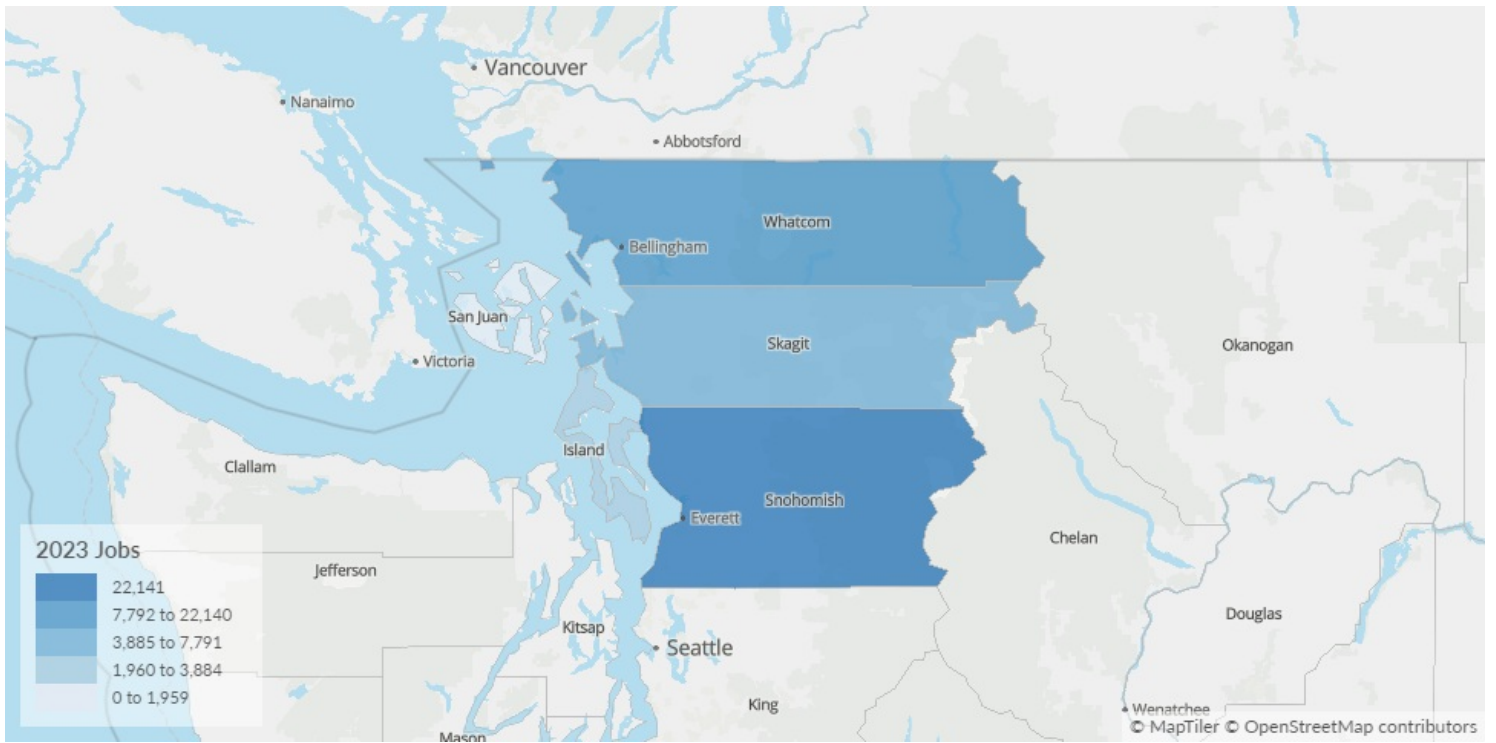 Vancouver
Nanaimo
Abbotsford
Whatcom
Bellingham
San Juan
Skagit
Okanogan
Victoria
Island
Clallam
Snohomish
Everett
Chelan
2023 Jobs
22,141
7,792 to 22,140
3,885 to 7,791
1,960 to 3,884
0 to 1,959
Jefferson
Douglas
Kitsap
Seattle
King
Wenatchee
© MapTiler © OpenStreetMap contributors
Mason